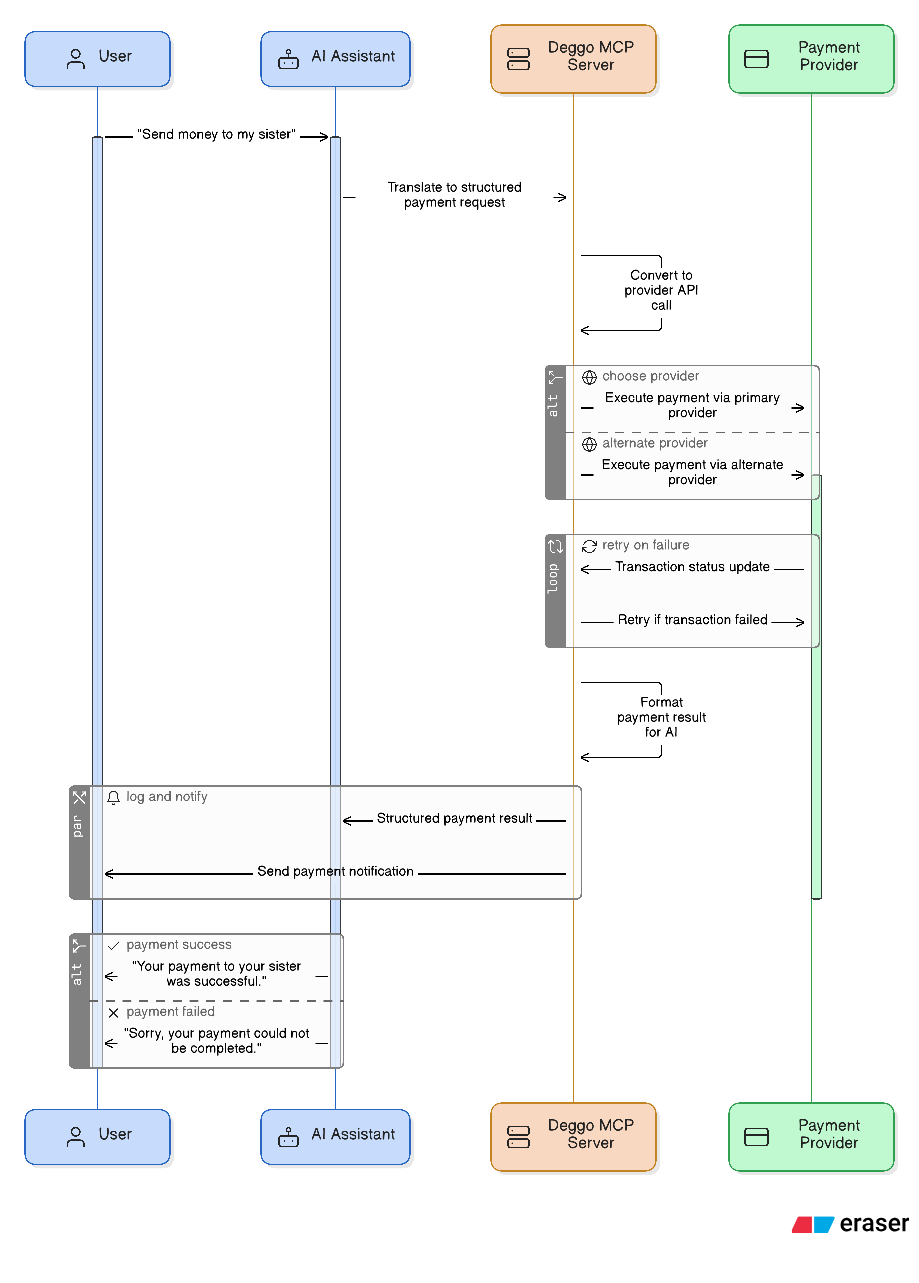 User
AI Assistant
Deggo MCP
Server
Payment
Provider
"Send money to my sister"
Translate to structured
payment request
Convert to
provider API
call
alt
choose provider
Execute payment via primary
provider
alternate provider
Execute payment via alternate
provider
loop
retry on failure
Transaction status update
Retry if transaction failed
Format
payment result
for AI
par
log and notify
Structured payment result
Send payment notification
alt
payment success
"Your payment to your sister
was successful."
payment failed
"Sorry, your payment could not
be completed."
User
AI Assistant
Deggo MCP
Server
Payment
Provider
eraser